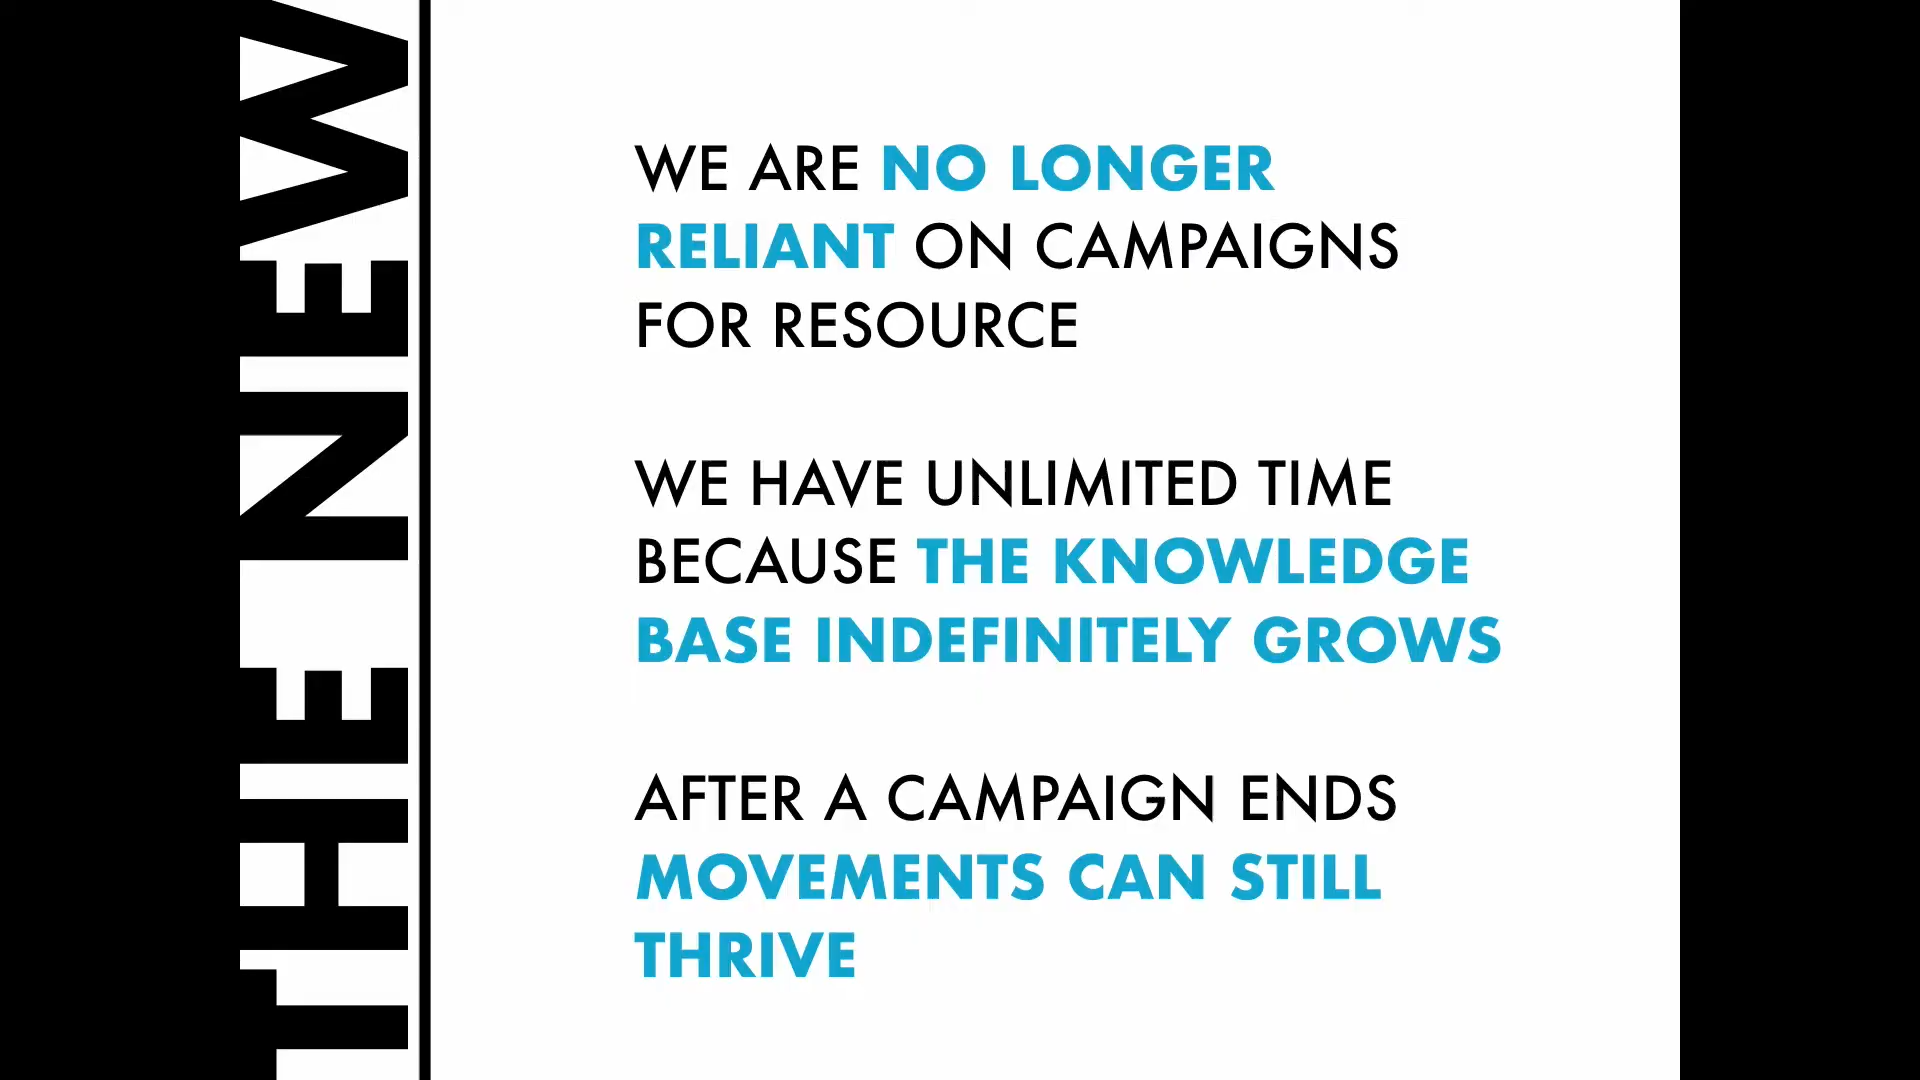 THE NEW
WE ARE NO LONGER
RELIANT ON CAMPAIGNS
FOR RESOURCE
WE HAVE UNLIMITED TIME
BECAUSE THE KNOWLEDGE
BASE INDEFINITELY GROWS
AFTER A CAMPAIGN ENDS
MOVEMENTS CAN STILL
THRIVE